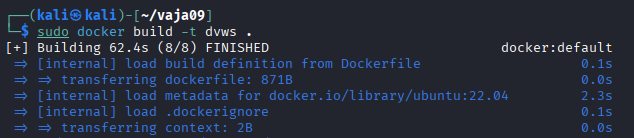 ┌──(kali㉿kali)-[~/vaja09]
└─$ sudo docker build -t dvws .
[+] Building 62.4s (8/8) FINISHED docker:default
=> [internal] load build definition from Dockerfile 0.1s
=> => transferring dockerfile: 871B 0.0s
=> [internal] load metadata for docker.io/library/ubuntu:22.04 2.3s
=> [internal] load .dockerignore 0.1s
=> => transferring context: 2B 0.0s